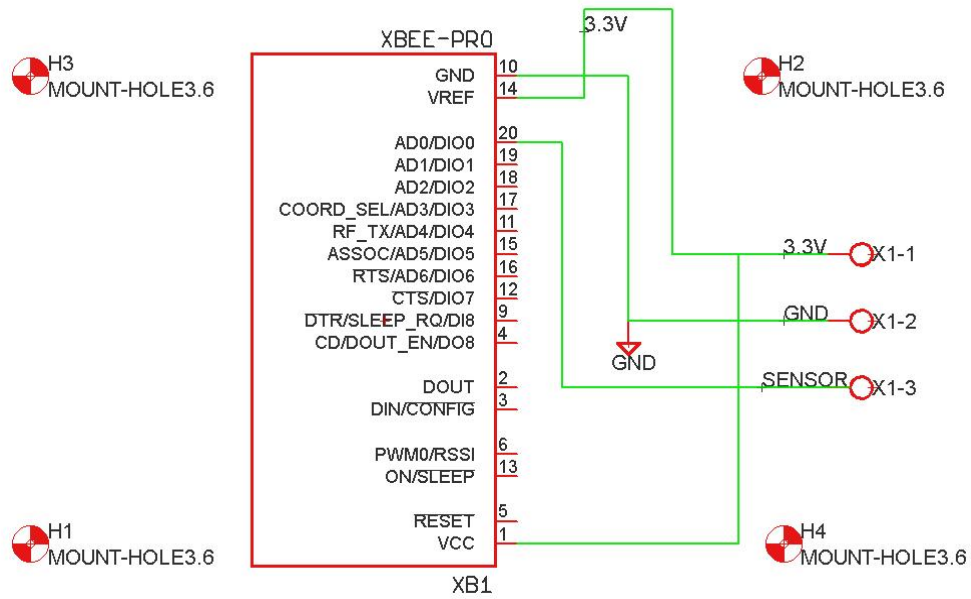 XBEE-PRO
3.3V
H3
MOUNT-HOLE3.6
H2
MOUNT-HOLE3.6
GND 10
VREF 14
AD0/DIO0 20
AD1/DIO1 19
AD2/DIO2 18
COORD_SEL/AD3/DIO3 17
RF_TX/AD4/DIO4 11
ASSOC/AD5/DIO5 15
RTS/AD6/DIO6 16
CTS/DIO7 12
DTR/SLEEP_RQ/DI8 9
CD/DOUT_EN/DO8 4
DOUT 2
DIN/CONFIG 3
PWM0/RSSI 6
ON/SLEEP 13
RESET 5
VCC 1
3.3V X1-1
GND X1-2
GND
SENSOR X1-3
H1
MOUNT-HOLE3.6
H4
MOUNT-HOLE3.6
XB1